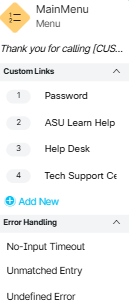 MainMenu
Menu
Thank you for calling [CUS...
Custom Links
1 Password
2 ASU Learn Help
3 Help Desk
4 Tech Support Ce
Add New
Error Handling
No-Input Timeout
Unmatched Entry
Undefined Error